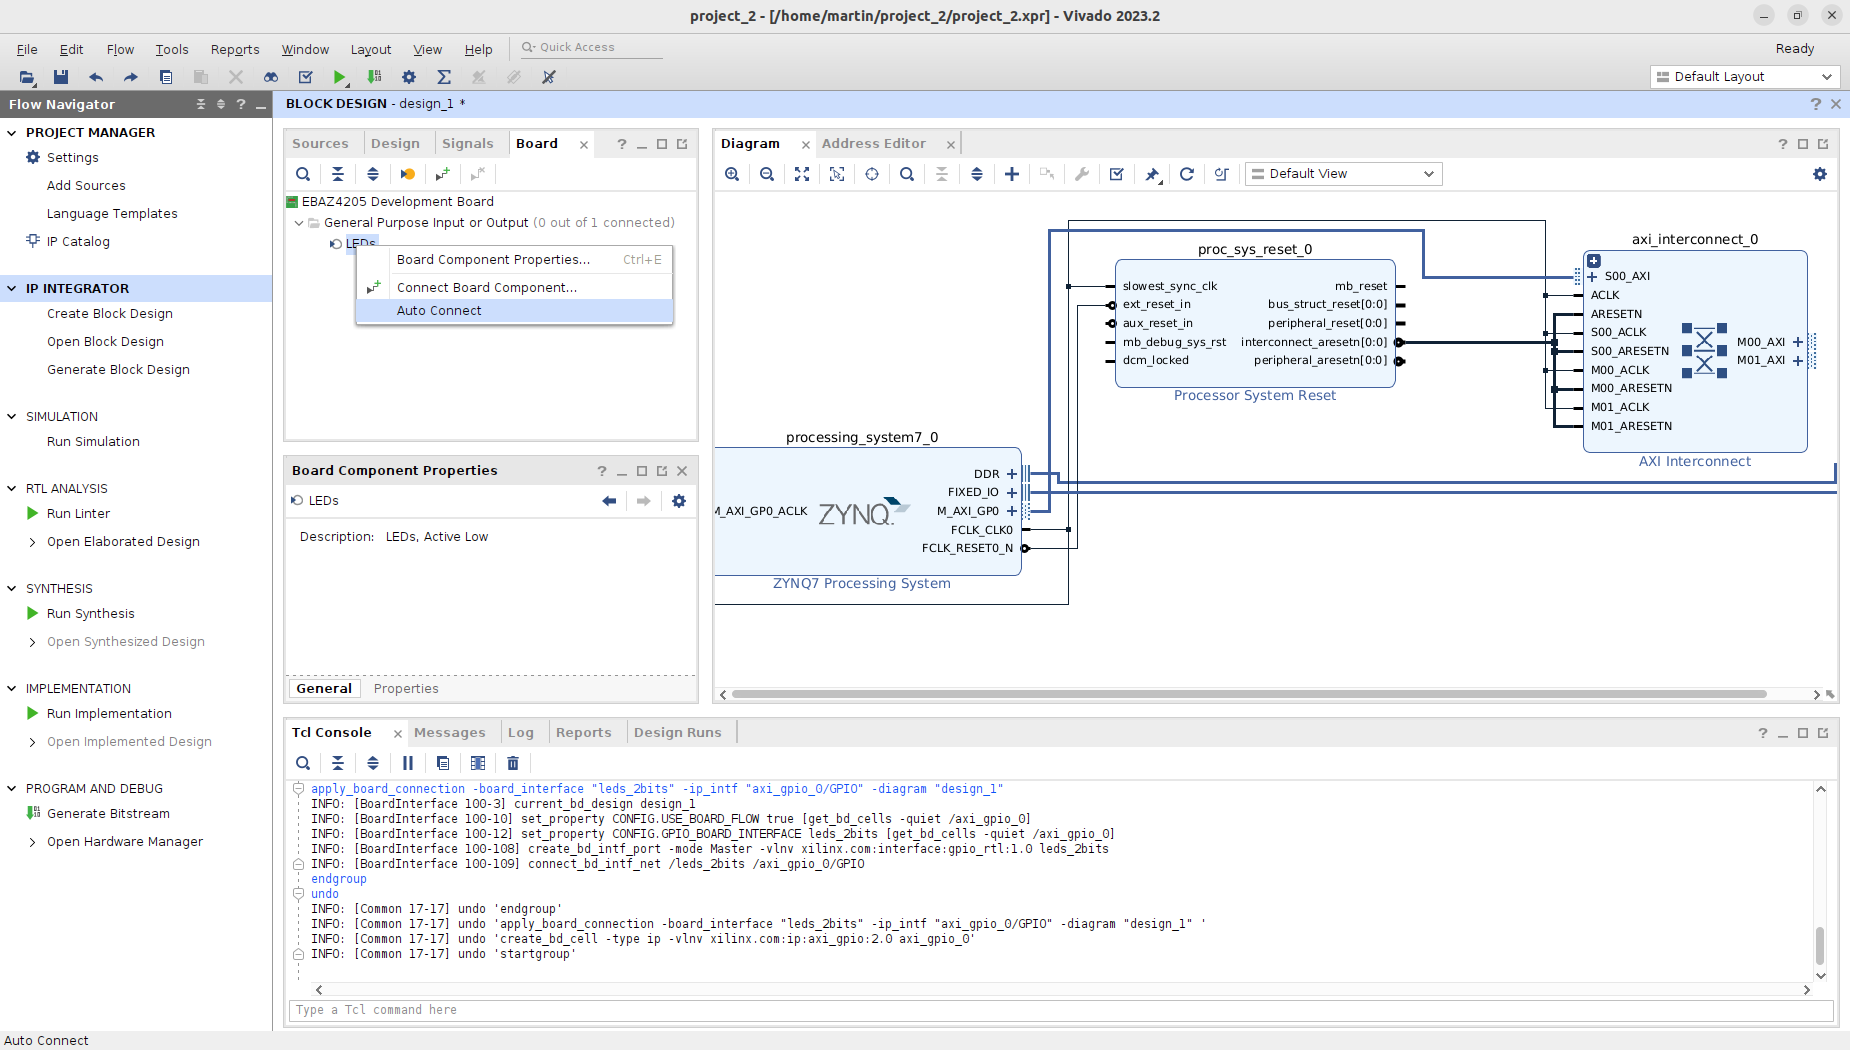 project_2 - [/home/martin/project_2/project_2.xpr] - Vivado 2023.2
File Edit Flow Tools Reports Window Layout View Help Quick Access Ready
Default Layout
Flow Navigator
PROJECT MANAGER
Settings
Add Sources
Language Templates
IP Catalog
IP INTEGRATOR
Create Block Design
Open Block Design
Generate Block Design
SIMULATION
Run Simulation
RTL ANALYSIS
Run Linter
Open Elaborated Design
SYNTHESIS
Run Synthesis
Open Synthesized Design
IMPLEMENTATION
Run Implementation
Open Implemented Design
PROGRAM AND DEBUG
Generate Bitstream
Open Hardware Manager
BLOCK DESIGN - design_1 *
Sources Design Signals Board
EBAZ4205 Development Board
General Purpose Input or Output (0 out of 1 connected)
LEDs
Board Component Properties... Ctrl+E
Connect Board Component...
Auto Connect
Board Component Properties
LEDs
Description: LEDs, Active Low
General Properties
Diagram Address Editor
Default View
proc_sys_reset_0
slowest_sync_clk
ext_reset_in
aux_reset_in
mb_debug_sys_rst
dcm_locked
mb_reset
bus_struct_reset[0:0]
peripheral_reset[0:0]
interconnect_aresetn[0:0]
peripheral_aresetn[0:0]
Processor System Reset
axi_interconnect_0
S00_AXI
ACLK
ARESETN
S00_ACLK
S00_ARESETN
M00_ACLK
M00_ARESETN
M01_ACLK
M01_ARESETN
M00_AXI
M01_AXI
AXI Interconnect
processing_system7_0
M_AXI_GP0_ACLK
ZYNQ
DDR
FIXED_IO
M_AXI_GP0
FCLK_CLK0
FCLK_RESET0_N
ZYNQ7 Processing System
Tcl Console Messages Log Reports Design Runs
apply_board_connection -board_interface "leds_2bits" -ip_intf "axi_gpio_0/GPIO" -diagram "design_1"
INFO: [BoardInterface 100-3] current_bd_design design_1
INFO: [BoardInterface 100-10] set_property CONFIG.USE_BOARD_FLOW true [get_bd_cells -quiet /axi_gpio_0]
INFO: [BoardInterface 100-12] set_property CONFIG.GPIO_BOARD_INTERFACE leds_2bits [get_bd_cells -quiet /axi_gpio_0]
INFO: [BoardInterface 100-108] create_bd_intf_port -mode Master -vlnv xilinx.com:interface:gpio_rtl:1.0 leds_2bits
INFO: [BoardInterface 100-109] connect_bd_intf_net /leds_2bits /axi_gpio_0/GPIO
endgroup
undo
INFO: [Common 17-17] undo 'endgroup'
INFO: [Common 17-17] undo 'apply_board_connection -board_interface "leds_2bits" -ip_intf "axi_gpio_0/GPIO" -diagram "design_1" '
INFO: [Common 17-17] undo 'create_bd_cell -type ip -vlnv xilinx.com:ip:axi_gpio:2.0 axi_gpio_0'
INFO: [Common 17-17] undo 'startgroup'
Type a Tcl command here
Auto Connect